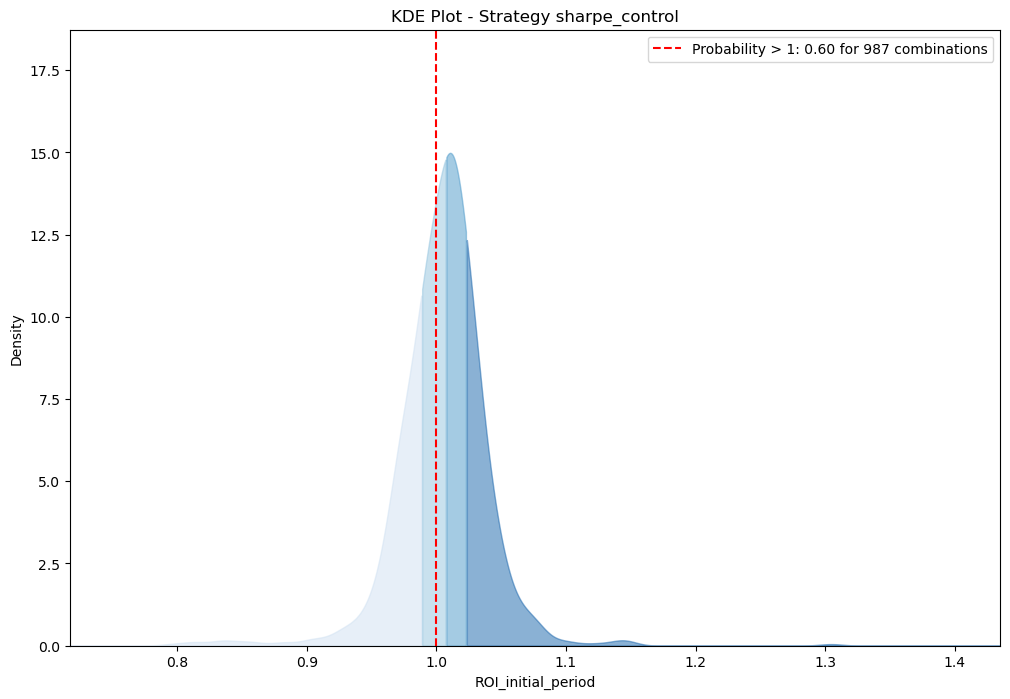 KDE Plot - Strategy sharpe_control
Probability > 1: 0.60 for 987 combinations
17.5
15.0
12.5
10.0
7.5
5.0
2.5
0.0
Density
0.8 0.9 1.0 1.1 1.2 1.3 1.4
ROI_initial_period